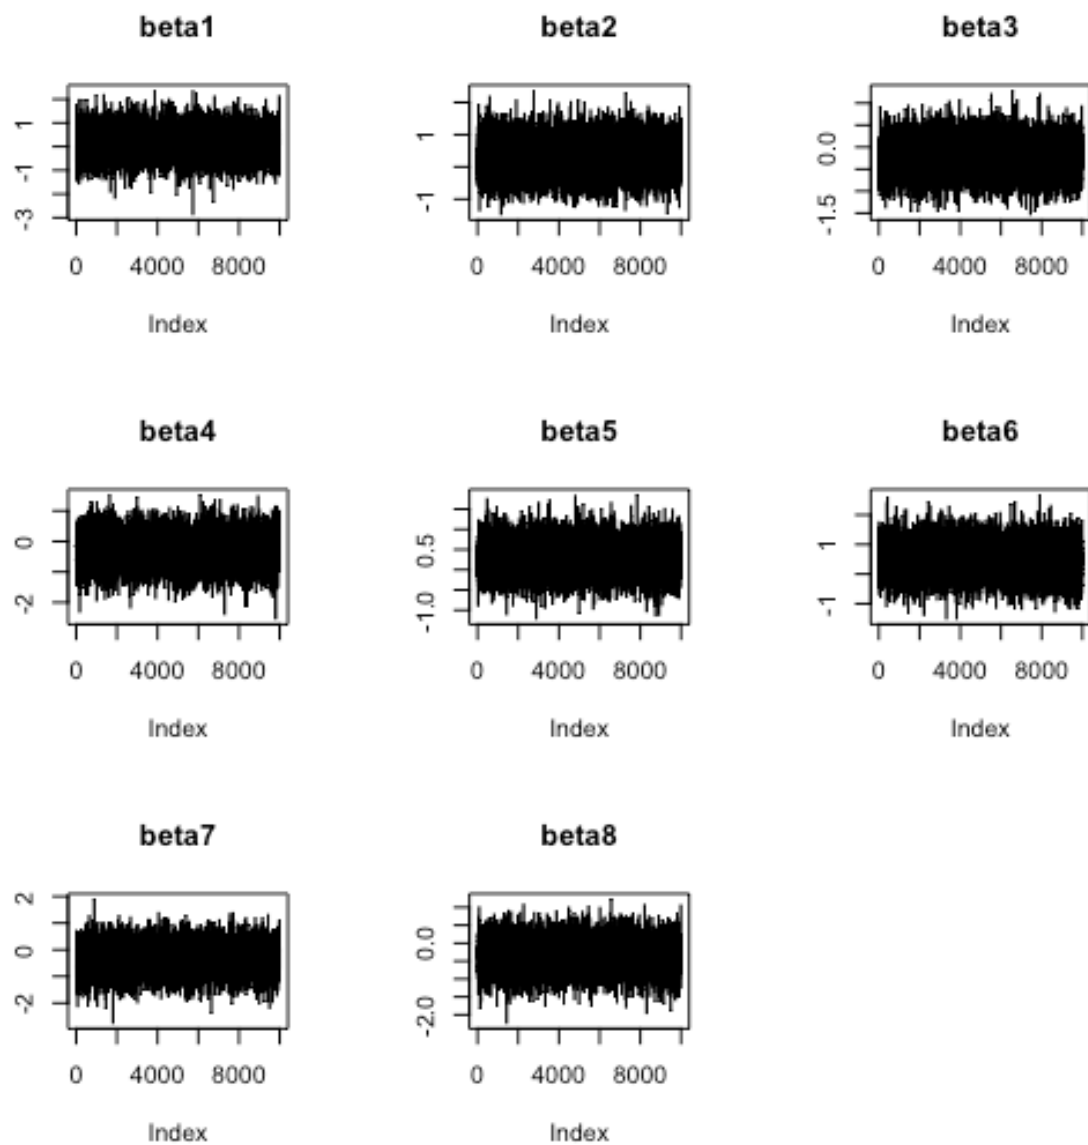 beta1 beta2 beta3
1 -1 -3
1 -1
0.0 -1.5
0 4000 8000 0 4000 8000 0 4000 8000
Index Index Index
beta4 beta5 beta6
0 -2
0.5 -1.0
1 -1
0 4000 8000 0 4000 8000 0 4000 8000
Index Index Index
beta7 beta8
2 0 -2
0.0 -2.0
0 4000 8000 0 4000 8000
Index Index